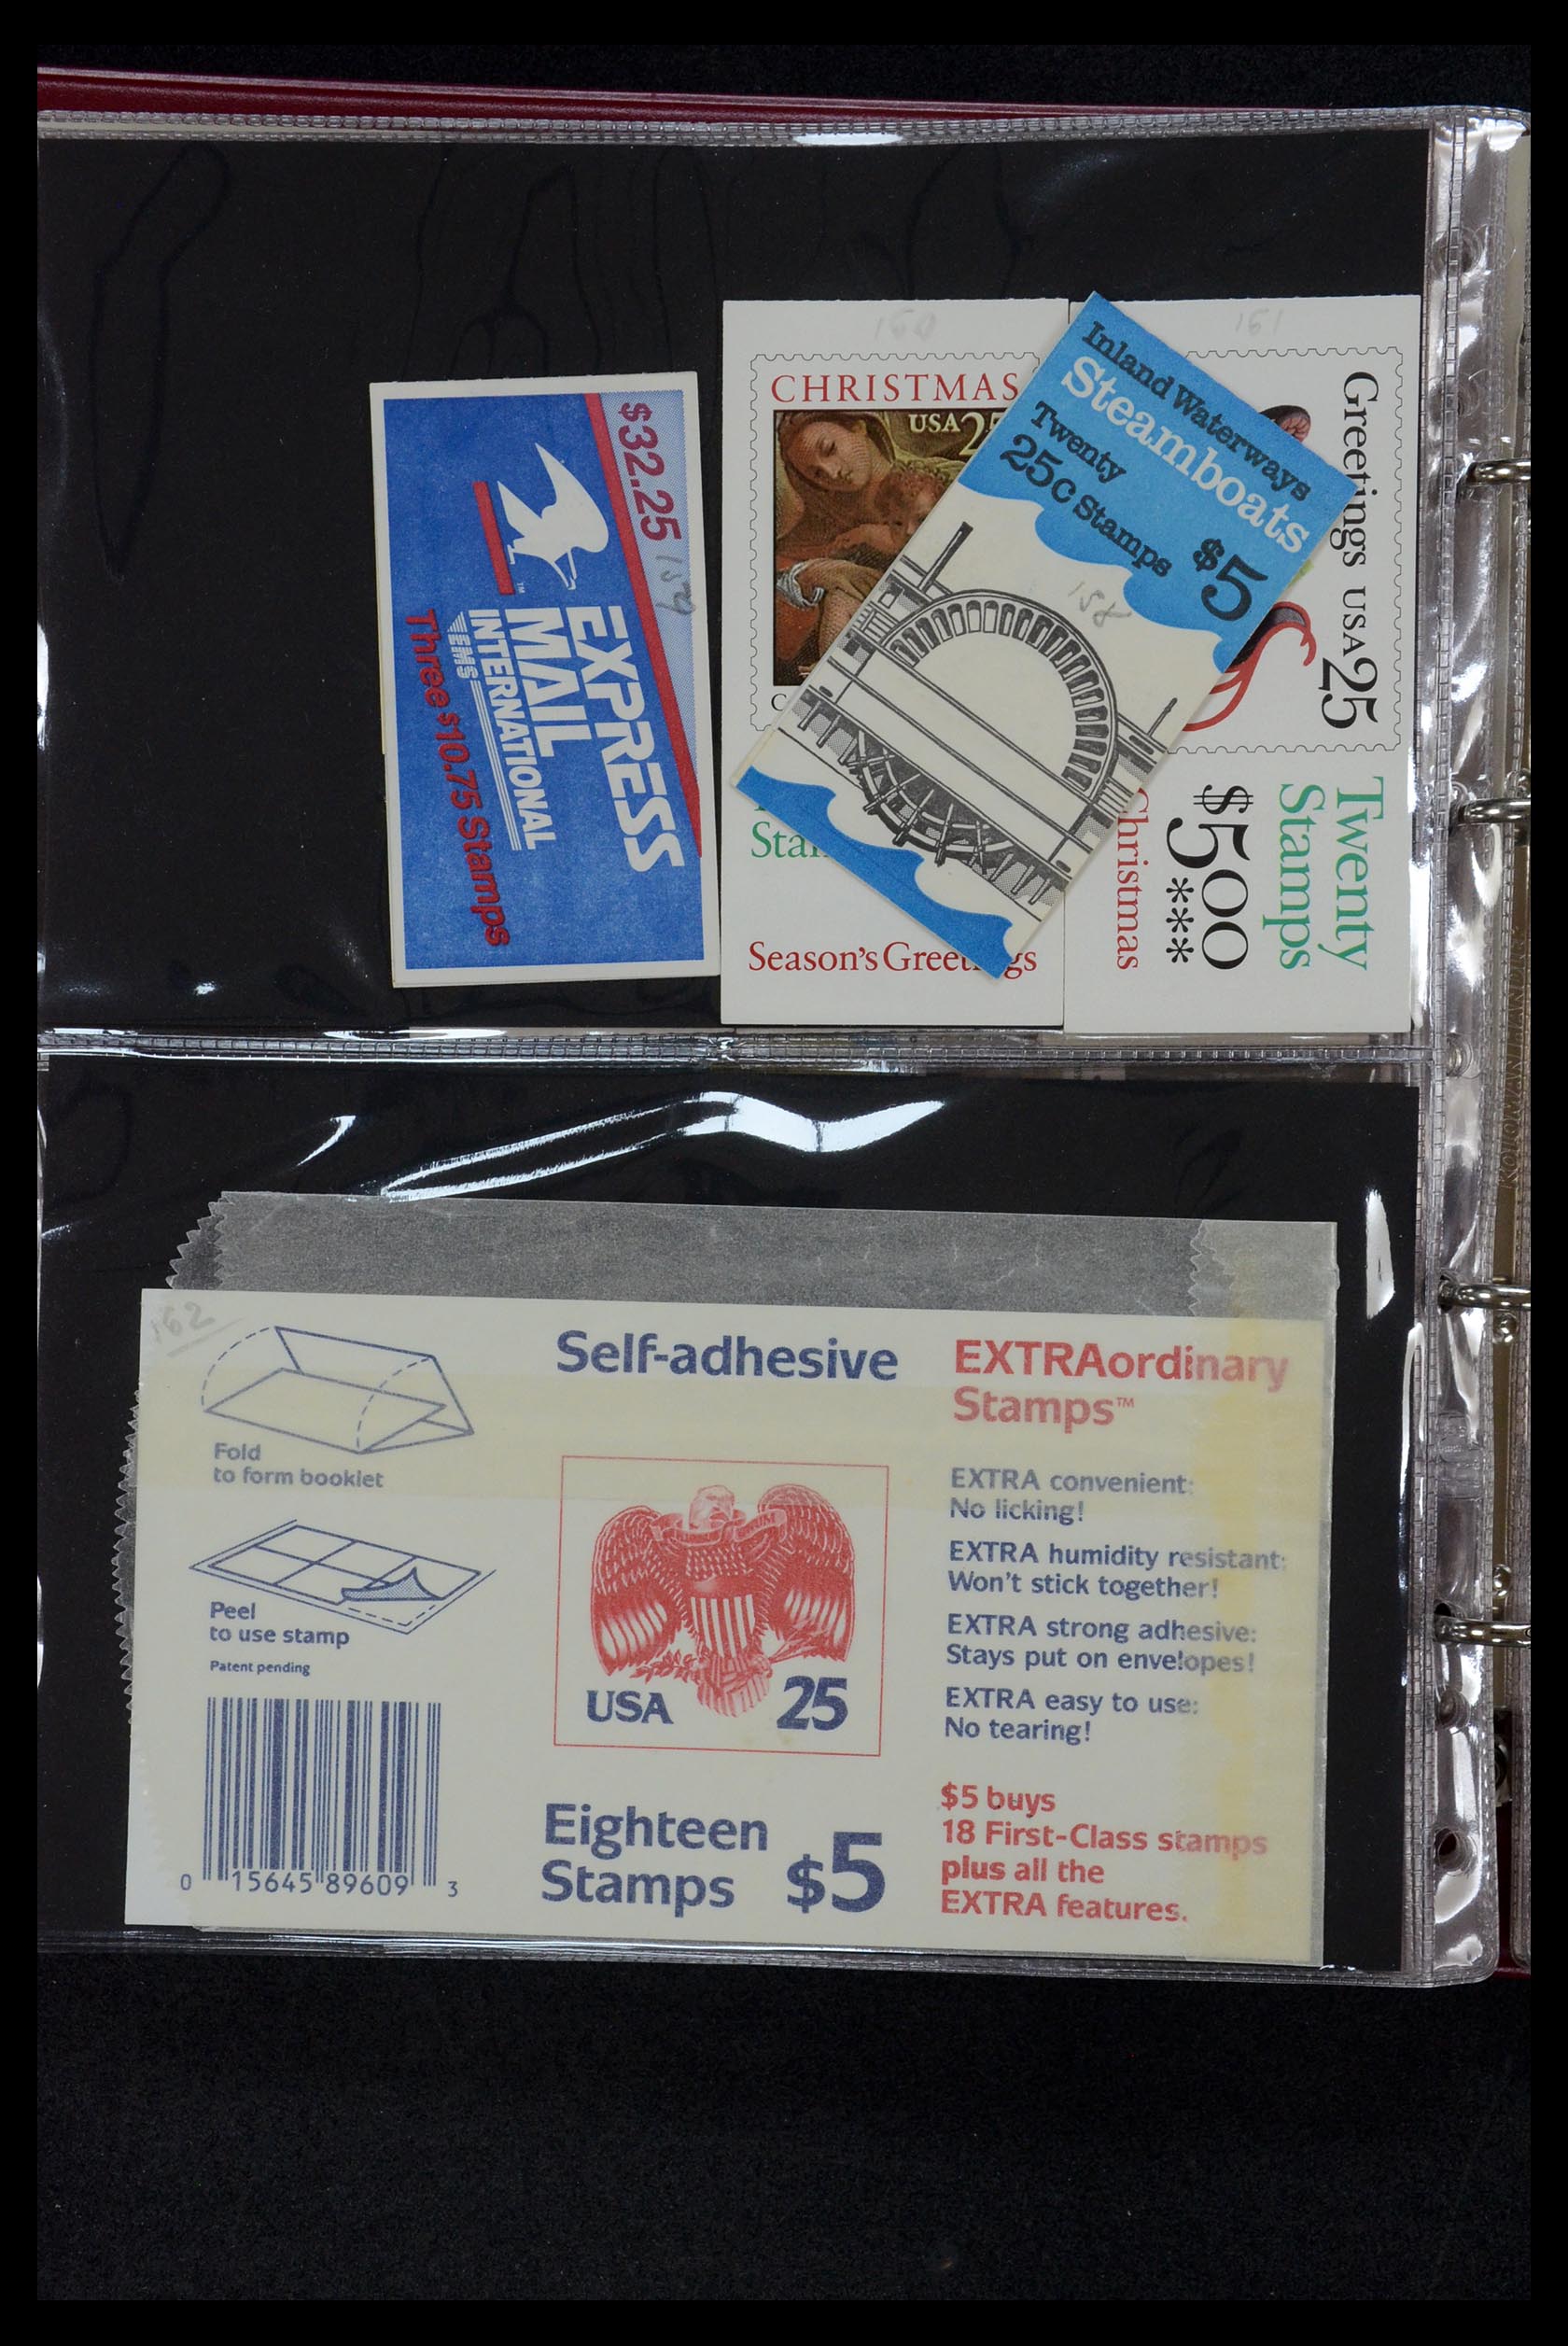 $32.25
159
EXPRESS
MAIL
INTERNATIONAL
EMS
Three $10.75 Stamps
160
CHRISTMAS
USA
Season's Greetings
Inland Waterways
Steamboats
Twenty
25c Stamps
$5
158
161
Greetings USA 25
Twenty
Stamps
$5.00
***
Christmas
162
Fold
to form booklet
Peel
to use stamp
Patent pending
0 15645 89609 3
Self-adhesive
USA 25
Eighteen
Stamps $5
EXTRAordinary
Stamps™
EXTRA convenient:
No licking!
EXTRA humidity resistant:
Won't stick together!
EXTRA strong adhesive:
Stays put on envelopes!
EXTRA easy to use:
No tearing!
$5 buys
18 First-Class stamps
plus all the
EXTRA features.